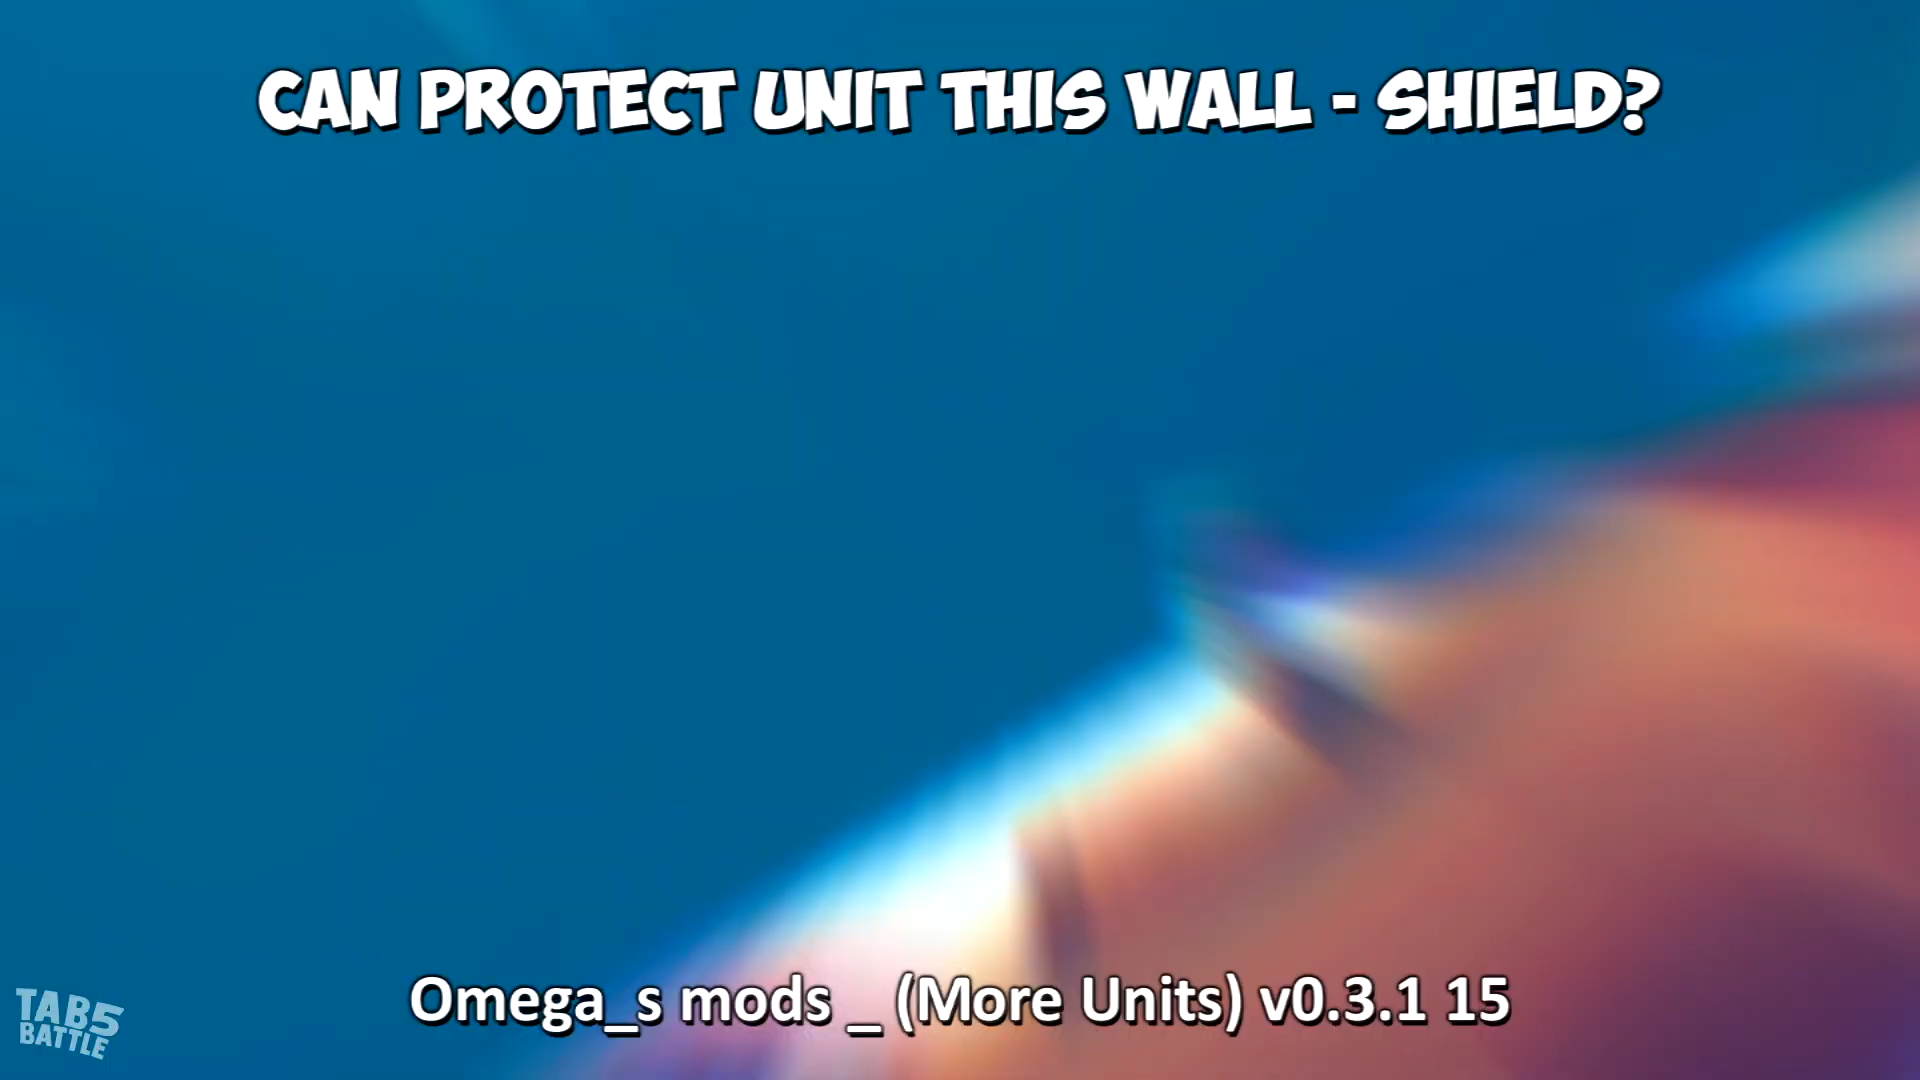 CAN PROTECT UNIT THIS WALL - SHIELD?
Omega_s mods _ (More Units) v0.3.1 15
TABS
BATTLE